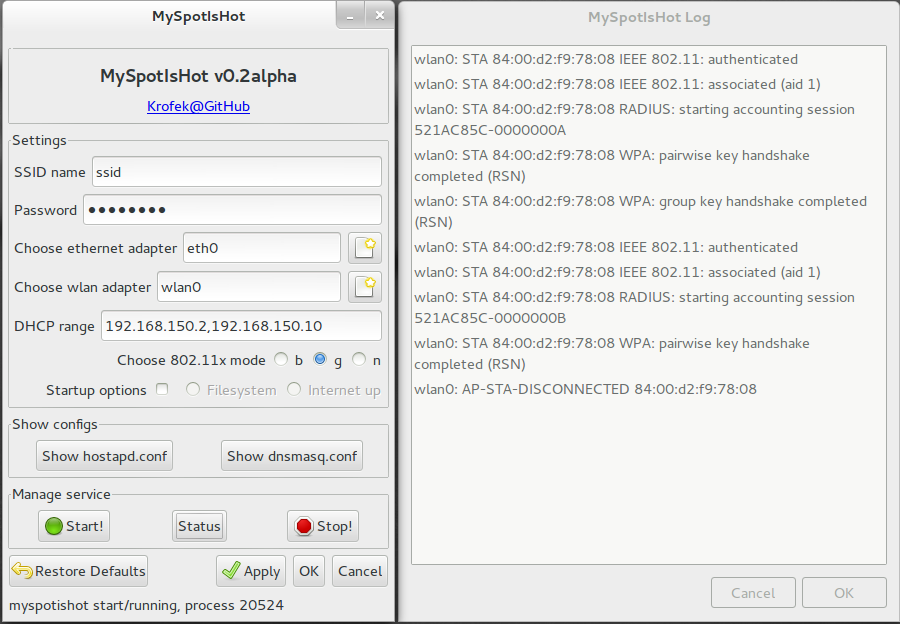 MySpotIsHot
MySpotIsHot v0.2alpha
Krofek@GitHub
Settings
SSID name ssid
Password ●●●●●●●●
Choose ethernet adapter eth0
Choose wlan adapter wlan0
DHCP range 192.168.150.2,192.168.150.10
Choose 802.11x mode b g n
Startup options Filesystem Internet up
Show configs
Show hostapd.conf Show dnsmasq.conf
Manage service
Start! Status Stop!
Restore Defaults Apply OK Cancel
myspotishot start/running, process 20524
MySpotIsHot Log
wlan0: STA 84:00:d2:f9:78:08 IEEE 802.11: authenticated
wlan0: STA 84:00:d2:f9:78:08 IEEE 802.11: associated (aid 1)
wlan0: STA 84:00:d2:f9:78:08 RADIUS: starting accounting session
521AC85C-0000000A
wlan0: STA 84:00:d2:f9:78:08 WPA: pairwise key handshake
completed (RSN)
wlan0: STA 84:00:d2:f9:78:08 WPA: group key handshake completed
(RSN)
wlan0: STA 84:00:d2:f9:78:08 IEEE 802.11: authenticated
wlan0: STA 84:00:d2:f9:78:08 IEEE 802.11: associated (aid 1)
wlan0: STA 84:00:d2:f9:78:08 RADIUS: starting accounting session
521AC85C-0000000B
wlan0: STA 84:00:d2:f9:78:08 WPA: pairwise key handshake
completed (RSN)
wlan0: AP-STA-DISCONNECTED 84:00:d2:f9:78:08
Cancel OK